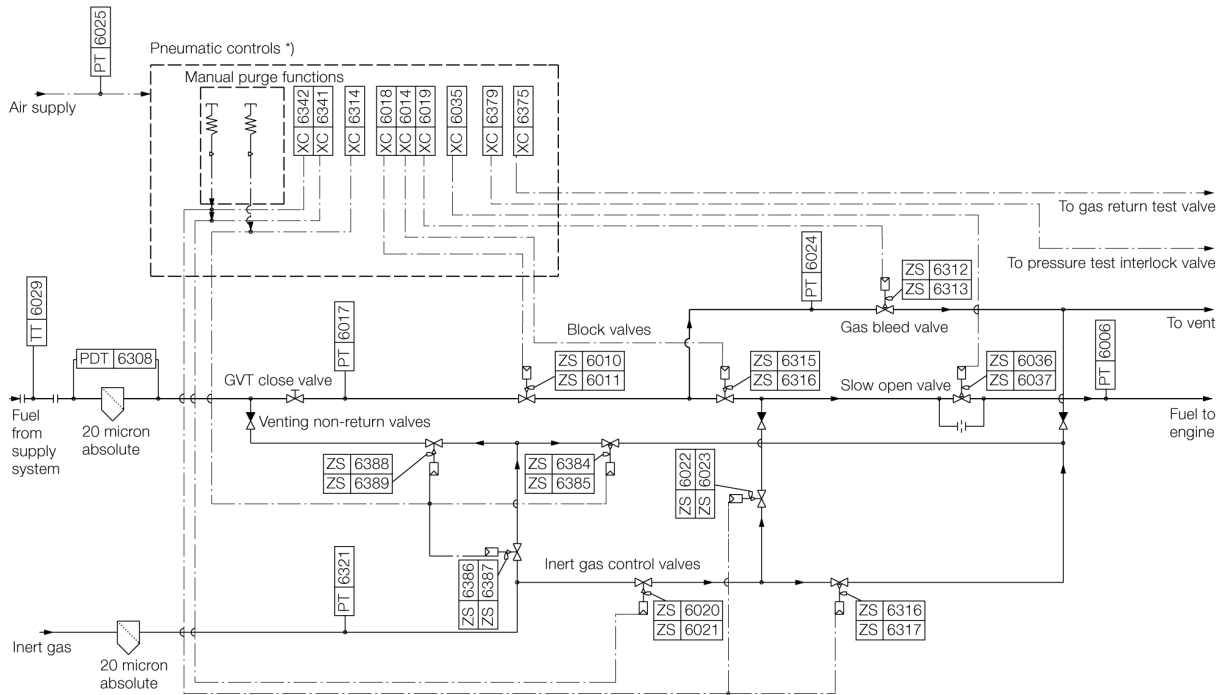 PT 6025
Pneumatic controls *)
Manual purge functions
Air supply
XC 6342
XC 6341
XC 6314
XC 6018
XC 6014
XC 6019
XC 6035
XC 6379
XC 6375
To gas return test valve
To pressure test interlock valve
TT 6029
PDT 6308
PT 6017
PT 6024
ZS 6312
ZS 6313
Block valves
Gas bleed valve
To vent
GVT close valve
ZS 6010
ZS 6011
ZS 6315
ZS 6316
Slow open valve
ZS 6036
ZS 6037
PT 6006
Fuel
from
supply
system
20 micron
absolute
Venting non-return valves
Fuel to
engine
ZS 6388
ZS 6389
ZS 6384
ZS 6385
ZS 6022
ZS 6023
PT 6321
ZS 6386
ZS 6387
Inert gas control valves
ZS 6020
ZS 6021
ZS 6316
ZS 6317
Inert gas
20 micron
absolute